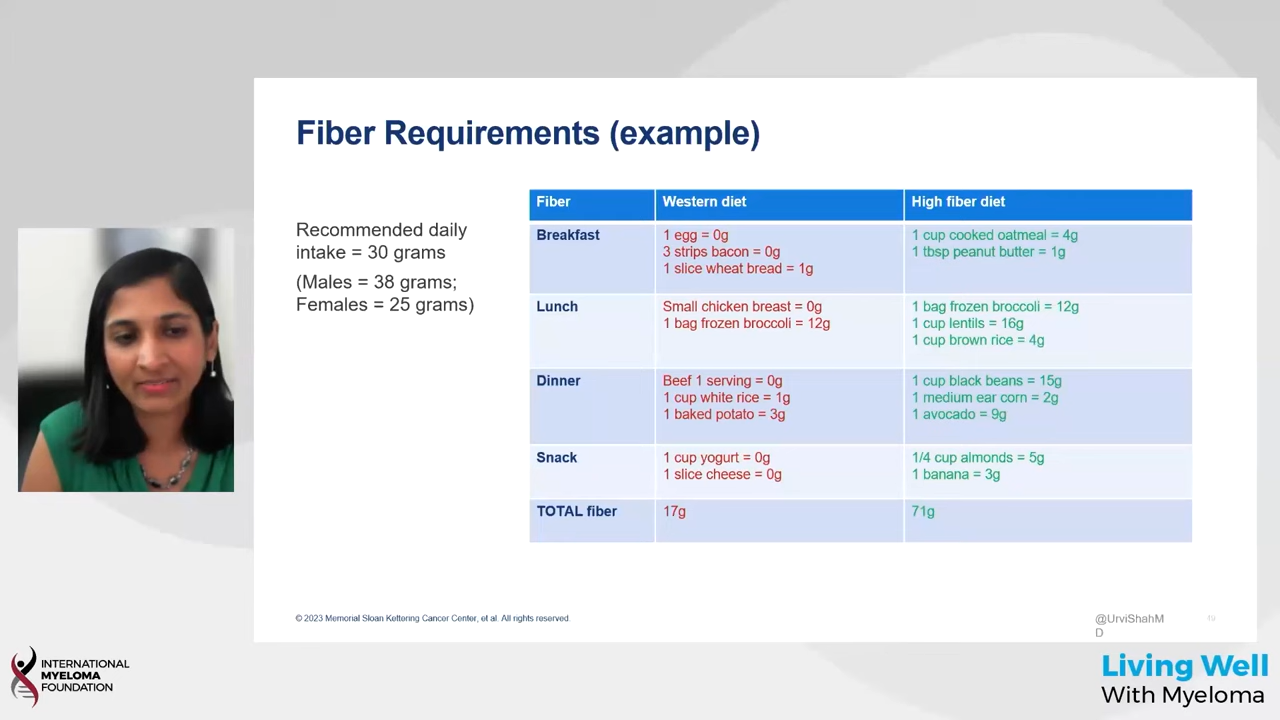 Fiber Requirements (example)
Recommended daily
intake = 30 grams
(Males = 38 grams;
Females = 25 grams)
Fiber Western diet High fiber diet
Breakfast 1 egg = 0g 1 cup cooked oatmeal = 4g
3 strips bacon = 0g 1 tbsp peanut butter = 1g
1 slice wheat bread = 1g
Lunch Small chicken breast = 0g 1 bag frozen broccoli = 12g
1 bag frozen broccoli = 12g 1 cup lentils = 16g
1 cup brown rice = 4g
Dinner Beef 1 serving = 0g 1 cup black beans = 15g
1 cup white rice = 1g 1 medium ear corn = 2g
1 baked potato = 3g 1 avocado = 9g
Snack 1 cup yogurt = 0g 1/4 cup almonds = 5g
1 slice cheese = 0g 1 banana = 3g
TOTAL fiber 17g 71g
© 2023 Memorial Sloan Kettering Cancer Center, et al. All rights reserved.
@UrviShahM
D
INTERNATIONAL
MYELOMA
FOUNDATION
Living Well
With Myeloma